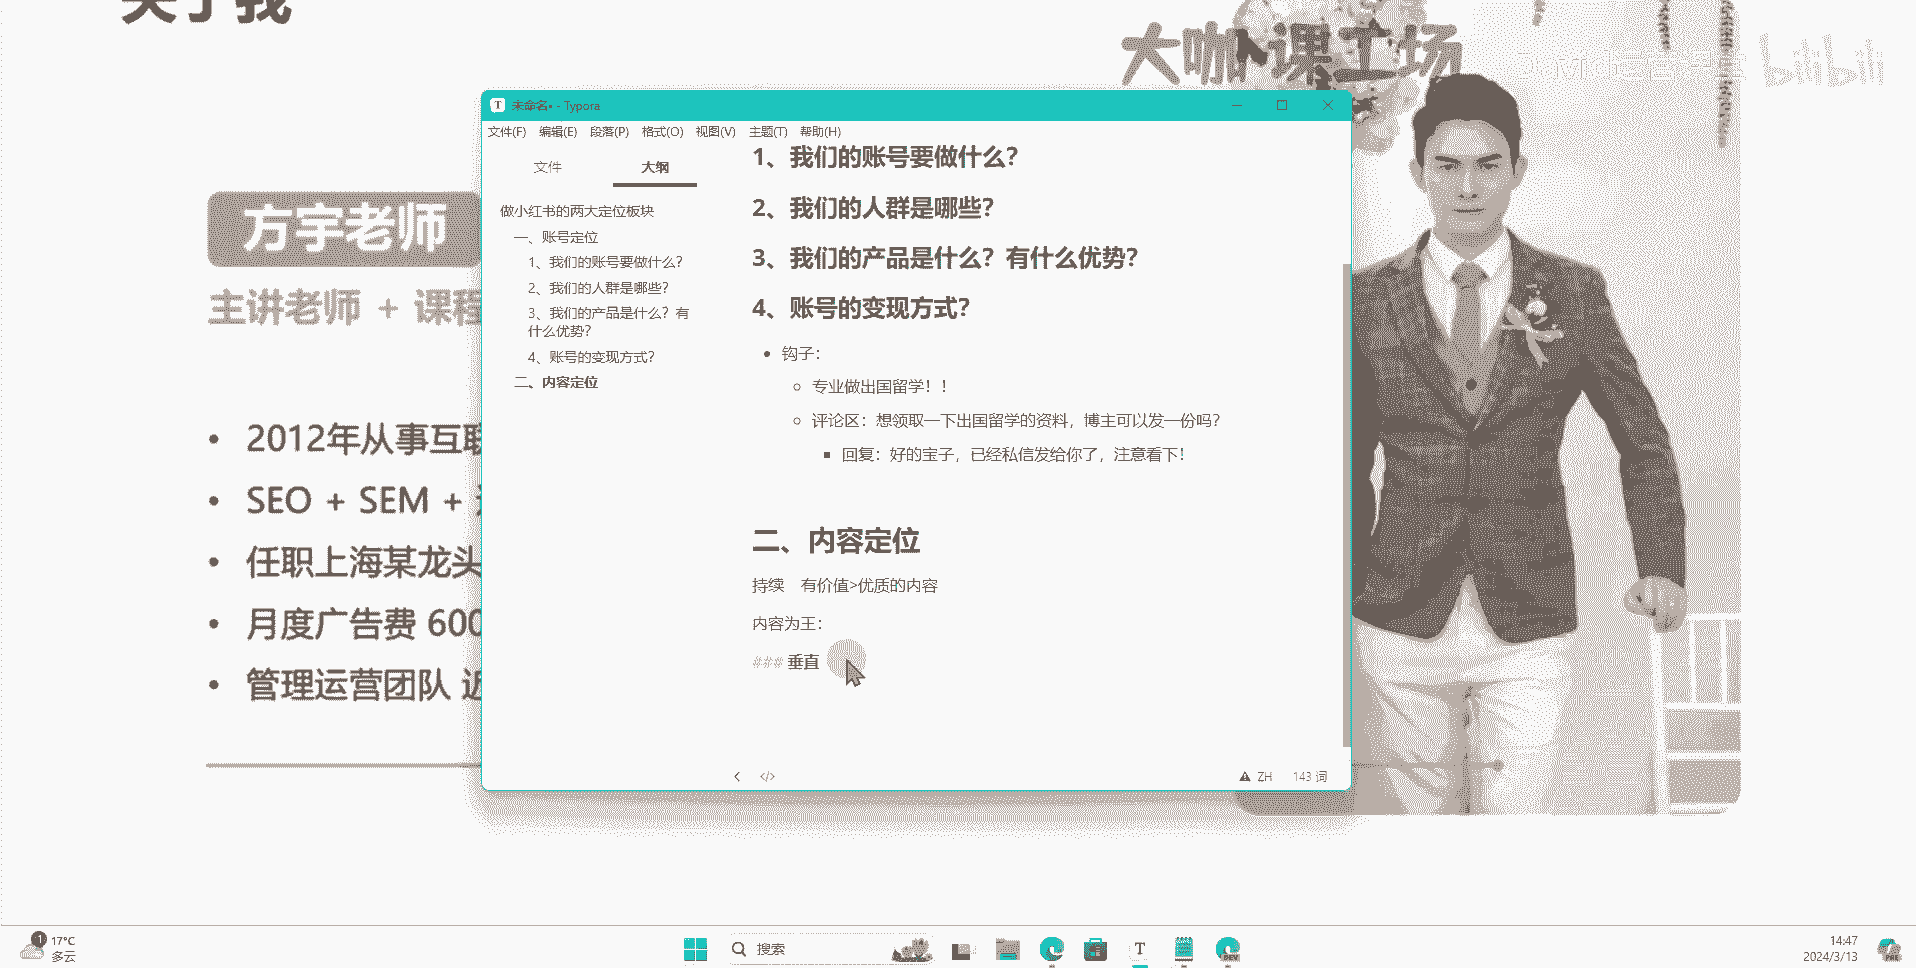 关于我
大咖课工场
bilibili
方宇老师
主讲老师 + 课程
2012年从事互联
SEO + SEM +
任职上海某龙头
月度广告费 600
管理运营团队 近
未命名• - Typora
文件(F) 编辑(E) 段落(P) 格式(O) 视图(V) 主题(T) 帮助(H)
文件 大纲
做小红书的两大定位板块
一、账号定位
1、我们的账号要做什么？
2、我们的人群是哪些？
3、我们的产品是什么？有
什么优势？
4、账号的变现方式？
二、内容定位
1、我们的账号要做什么？
2、我们的人群是哪些？
3、我们的产品是什么？有什么优势？
4、账号的变现方式？
钩子：
专业做出国留学！！
评论区：想领取一下出国留学的资料，博主可以发一份吗？
回复：好的宝子，已经私信发给你了，注意看下！
二、内容定位
持续 有价值>优质的内容
内容为王：
### 垂直
ZH 143 词
1 17°C
多云
搜索
T
DEV
14:47
2024/3/13
PRE